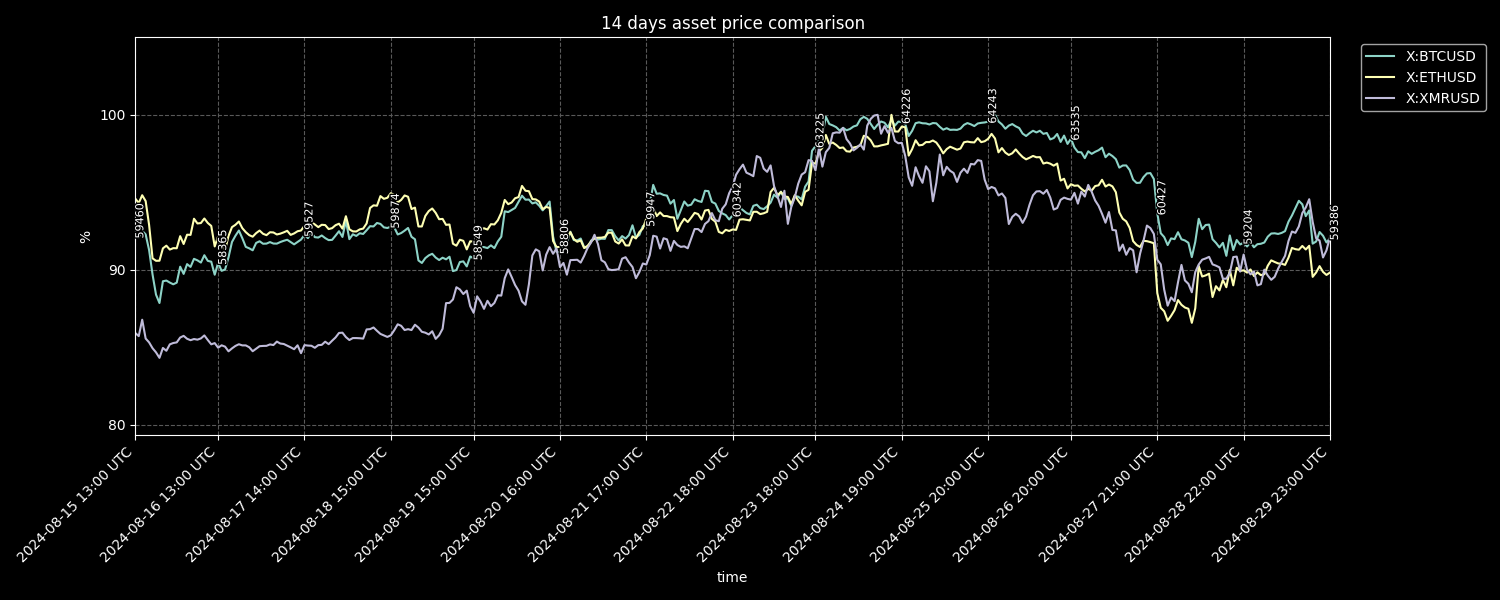 14 days asset price comparison
X:BTCUSD
X:ETHUSD
X:XMRUSD
%
100
90
80
59460
58365
59527
59874
58549
58806
59947
60342
63225
64226
64243
63535
60427
59204
59386
2024-08-15 13:00 UTC
2024-08-16 13:00 UTC
2024-08-17 14:00 UTC
2024-08-18 15:00 UTC
2024-08-19 15:00 UTC
2024-08-20 16:00 UTC
2024-08-21 17:00 UTC
2024-08-22 18:00 UTC
2024-08-23 18:00 UTC
2024-08-24 19:00 UTC
2024-08-25 20:00 UTC
2024-08-26 20:00 UTC
2024-08-27 21:00 UTC
2024-08-28 22:00 UTC
2024-08-29 23:00 UTC
time